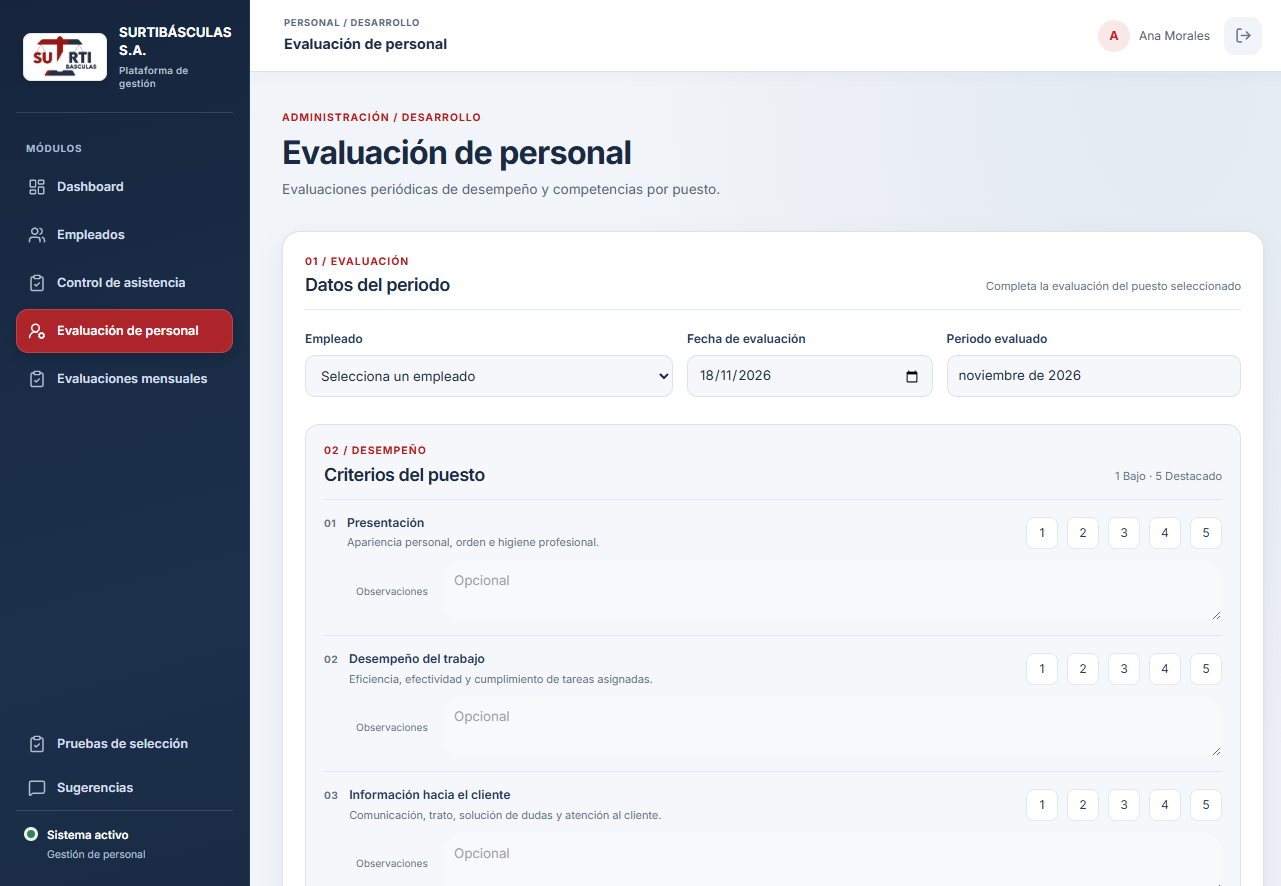 SURTI
BASCULAS
SURTIBÁSCULAS
S.A.
Plataforma de
gestión
MÓDULOS
Dashboard
Empleados
Control de asistencia
Evaluación de personal
Evaluaciones mensuales
Pruebas de selección
Sugerencias
Sistema activo
Gestión de personal
PERSONAL / DESARROLLO
Evaluación de personal
A
Ana Morales
ADMINISTRACIÓN / DESARROLLO
Evaluación de personal
Evaluaciones periódicas de desempeño y competencias por puesto.
01 / EVALUACIÓN
Datos del periodo
Completa la evaluación del puesto seleccionado
Empleado
Fecha de evaluación
Periodo evaluado
Selecciona un empleado
18/11/2026
noviembre de 2026
02 / DESEMPEÑO
Criterios del puesto
1 Bajo · 5 Destacado
01 Presentación
Apariencia personal, orden e higiene profesional.
1 2 3 4 5
Observaciones
Opcional
02 Desempeño del trabajo
Eficiencia, efectividad y cumplimiento de tareas asignadas.
1 2 3 4 5
Observaciones
Opcional
03 Información hacia el cliente
Comunicación, trato, solución de dudas y atención al cliente.
1 2 3 4 5
Observaciones
Opcional